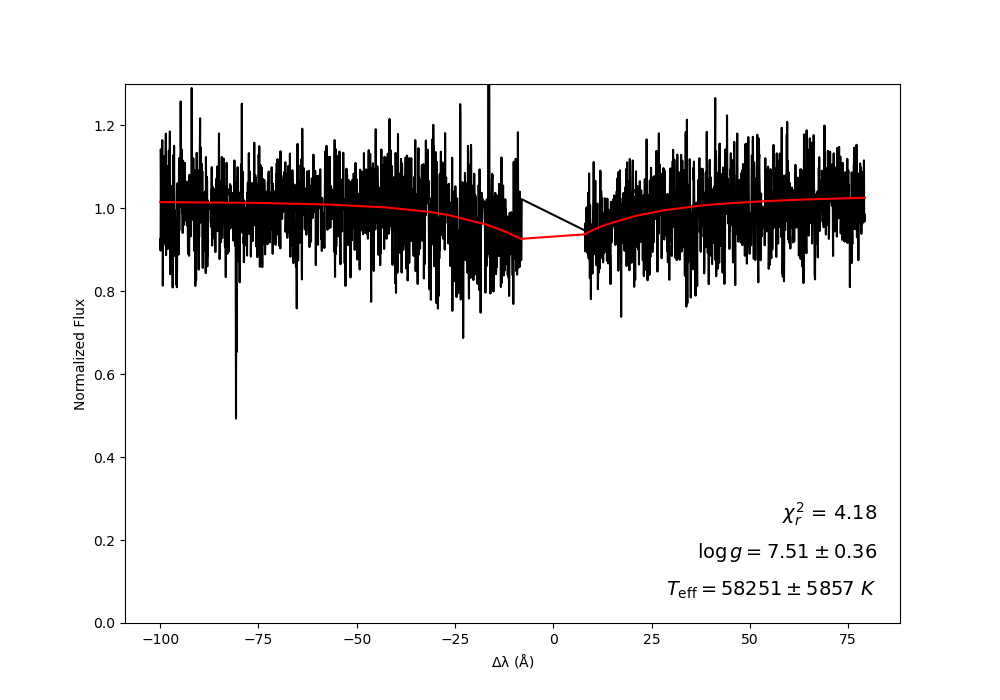 Normalized Flux
1.2
1.0
0.8
0.6
0.4
0.2
0.0
χ²ᵣ = 4.18
log g = 7.51 ± 0.36
T_eff = 58251 ± 5857 K
−100 −75 −50 −25 0 25 50 75
Δλ (Å)